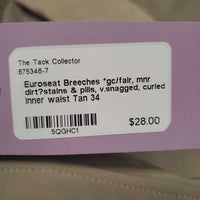 The Tack Collector
875348-7
Euroseat Breeches *gc/fair, mnr
dirt?stains & pills, v.snagged, curled
inner waist Tan 34
5QGHC1
$28.00